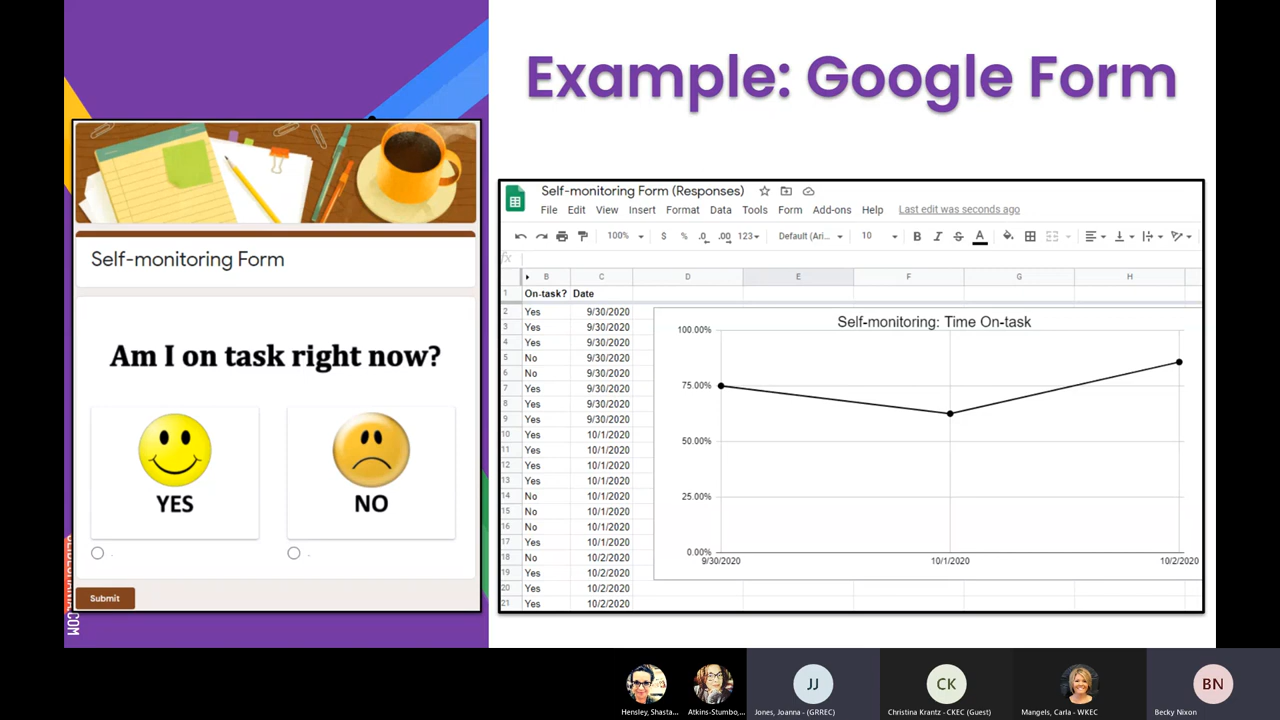 Example: Google Form
Self-monitoring Form
Am I on task right now?
YES
NO
Submit
Self-monitoring Form (Responses)
File Edit View Insert Format Data Tools Form Add-ons Help Last edit was seconds ago
100% $ % .0 .00 123 Default (Ari... 10 B I S A
fx
B C D E F G H
1 On-task? Date
2 Yes 9/30/2020
3 Yes 9/30/2020
4 Yes 9/30/2020
5 No 9/30/2020
6 No 9/30/2020
7 Yes 9/30/2020
8 Yes 9/30/2020
9 Yes 9/30/2020
10 Yes 10/1/2020
11 Yes 10/1/2020
12 Yes 10/1/2020
13 Yes 10/1/2020
14 No 10/1/2020
15 No 10/1/2020
16 No 10/1/2020
17 Yes 10/1/2020
18 No 10/2/2020
19 Yes 10/2/2020
20 Yes 10/2/2020
21 Yes 10/2/2020
Self-monitoring: Time On-task
100.00%
75.00%
50.00%
25.00%
0.00%
9/30/2020 10/1/2020 10/2/2020
JJ
CK
BN
Hensley, Shasta...
Atkins-Stumbo,...
Jones, Joanna - (GRREC)
Christina Krantz - CKEC (Guest)
Mangels, Carla - WKEC
Becky Nixon